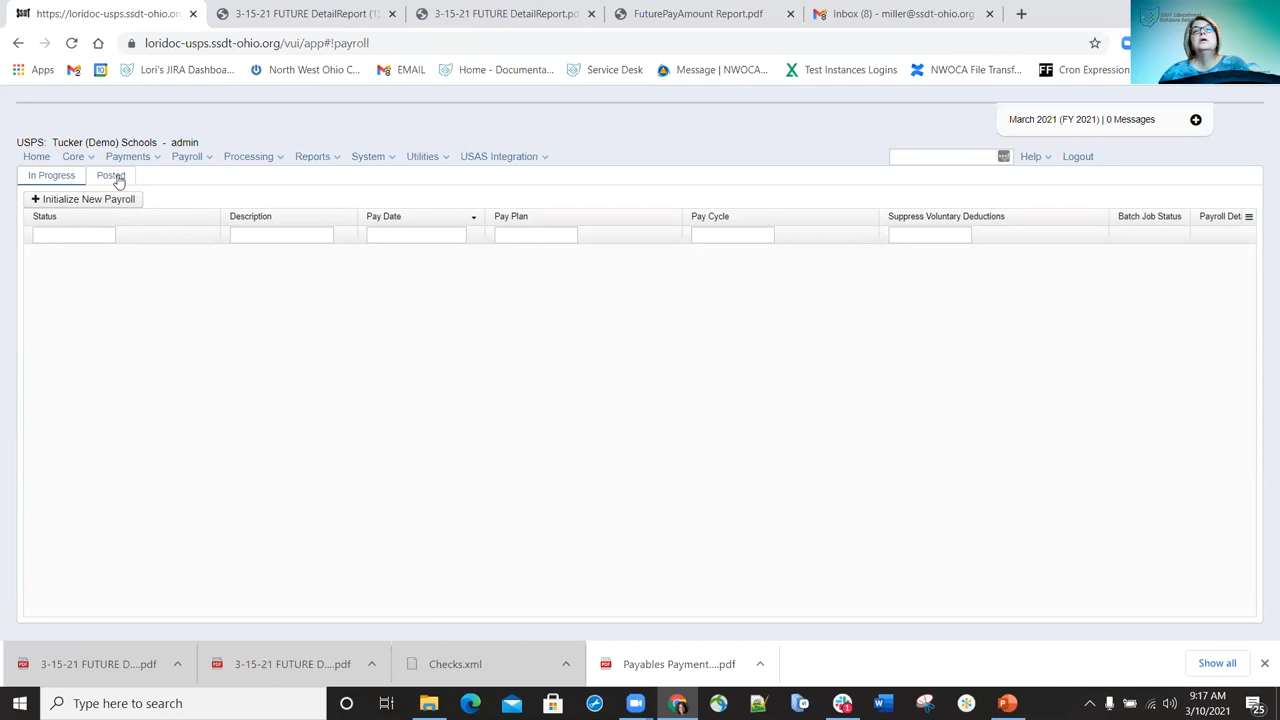 https://loridoc-usps.ssdt-ohio.org/
3-15-21 FUTURE DetailReport (1)
3-15-21 FUTURE DetailReport.pd
FuturePayAmount Report.pdf
Inbox (8) - miller@ssdt-ohio.org
loridoc-usps.ssdt-ohio.org/vui/app#!payroll
Apps
Lori's JIRA Dashboa...
North West Ohio C...
EMAIL
Home - Documenta...
Service Desk
Message | NWOCA...
Test Instances Logins
NWOCA File Transf...
Cron Expression
March 2021 (FY 2021) | 0 Messages
USPS: Tucker (Demo) Schools - admin
Home Core Payments Payroll Processing Reports System Utilities USAS Integration Help Logout
In Progress Posted
Initialize New Payroll
Status Description Pay Date Pay Plan Pay Cycle Suppress Voluntary Deductions Batch Job Status Payroll Det
3-15-21 FUTURE D....pdf
3-15-21 FUTURE D....pdf
Checks.xml
Payables Payment....pdf
Show all
Type here to search
9:17 AM
3/10/2021
25